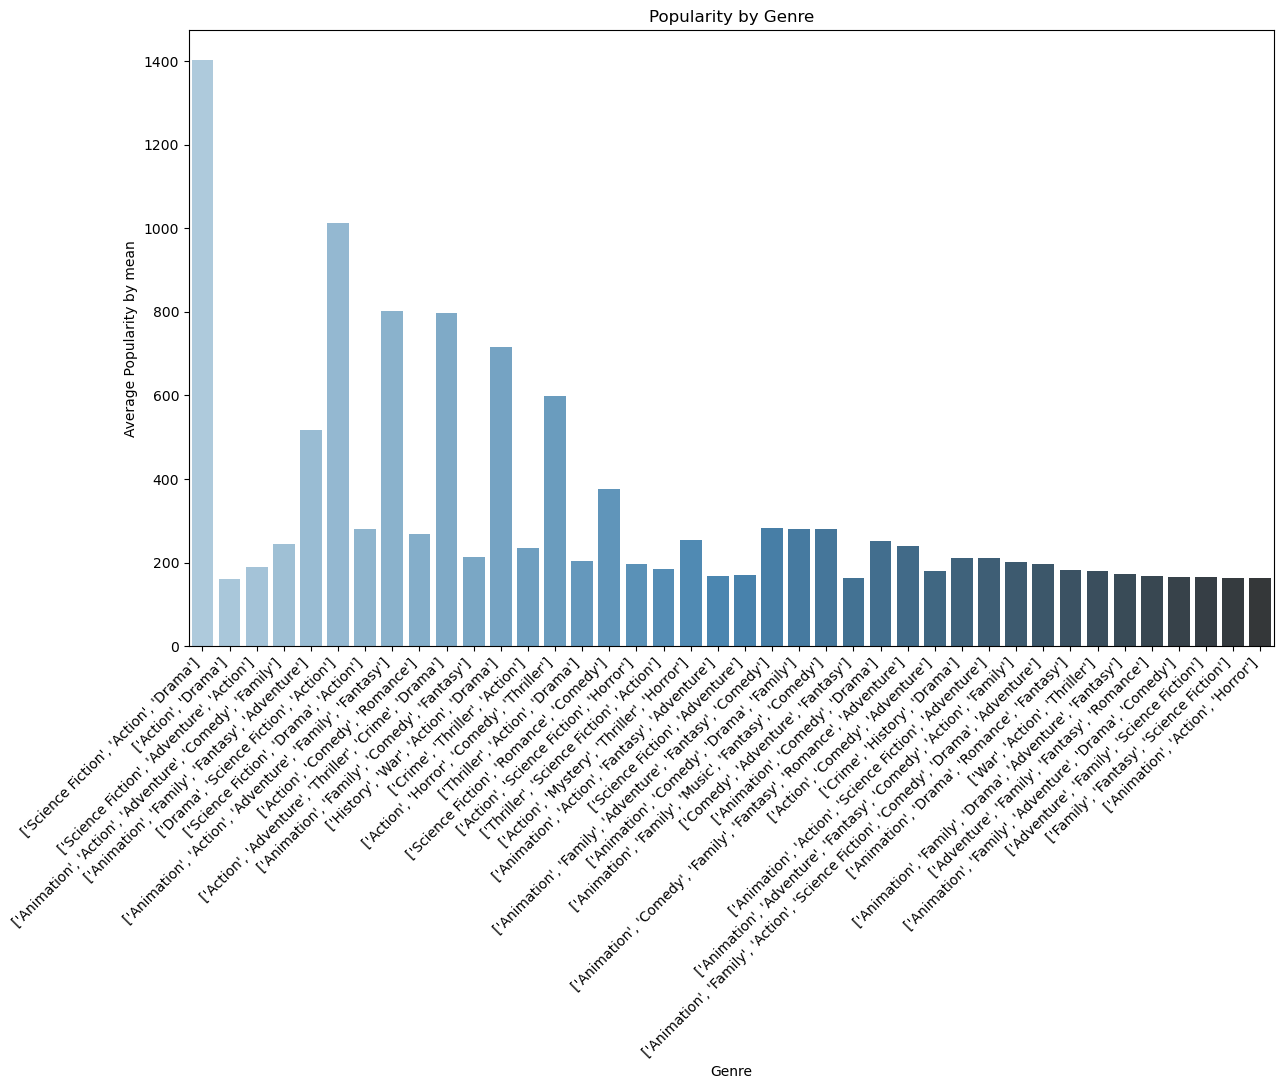 Popularity by Genre
1400
1200
1000
800
600
400
200
0
Average Popularity by mean
['Science Fiction', 'Action', 'Drama']
['Action', 'Drama']
['Science Fiction', 'Adventure', 'Action']
['Animation', 'Action', 'Adventure', 'Comedy', 'Family']
['Animation', 'Family', 'Fantasy', 'Adventure']
['Drama', 'Science Fiction', 'Action']
['Science Fiction', 'Drama', 'Action']
['Animation', 'Action', 'Adventure', 'Family', 'Fantasy']
['Action', 'Comedy', 'Romance']
['Action', 'Adventure', 'Thriller', 'Crime', 'Drama']
['Animation', 'Family', 'Comedy', 'Fantasy']
['History', 'War', 'Action', 'Drama']
['Crime', 'Thriller', 'Action']
['Action', 'Horror', 'Comedy', 'Thriller']
['Thriller', 'Action', 'Drama']
['Science Fiction', 'Romance', 'Comedy']
['Action', 'Science Fiction', 'Horror']
['Thriller', 'Science Fiction', 'Action']
['Action', 'Mystery', 'Thriller', 'Horror']
['Animation', 'Action', 'Fantasy', 'Adventure']
['Science Fiction', 'Adventure']
['Animation', 'Family', 'Adventure', 'Fantasy', 'Comedy']
['Animation', 'Comedy', 'Drama', 'Family']
['Animation', 'Family', 'Music', 'Fantasy', 'Comedy']
['Comedy', 'Adventure', 'Fantasy']
['Animation', 'Comedy', 'Drama']
['Animation', 'Comedy', 'Family', 'Fantasy', 'Romance', 'Adventure']
['Action', 'Comedy', 'Adventure']
['Crime', 'History', 'Drama']
['Animation', 'Action', 'Science Fiction', 'Adventure']
['Animation', 'Adventure', 'Fantasy', 'Comedy', 'Action', 'Family']
['Animation', 'Family', 'Action', 'Science Fiction', 'Comedy', 'Drama', 'Adventure']
['Animation', 'Drama', 'Romance', 'Fantasy']
['War', 'Action', 'Thriller']
['Animation', 'Family', 'Drama', 'Adventure', 'Fantasy']
['Adventure', 'Family', 'Fantasy', 'Romance']
['Animation', 'Family', 'Adventure', 'Drama', 'Comedy']
['Adventure', 'Family', 'Science Fiction']
['Family', 'Fantasy', 'Science Fiction']
['Animation', 'Action', 'Horror']
Genre